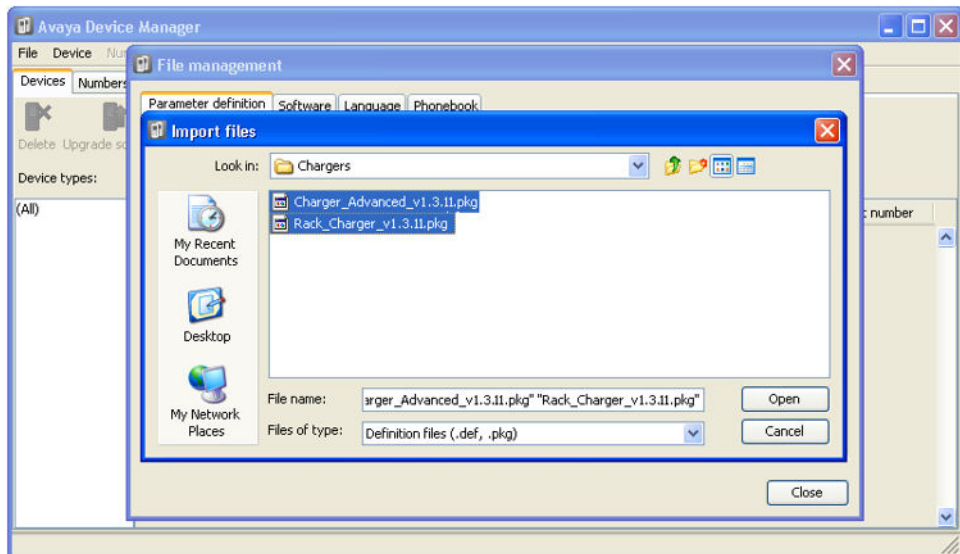 Avaya Device Manager
File Device
File management
Devices Numbers
Parameter definition Software Language Phonebook
Delete Upgrade
Import files
Look in: Chargers
Device types:
(All)
Charger_Advanced_v1.3.11.pkg
Rack_Charger_v1.3.11.pkg
number
My Recent
Documents
Desktop
My Network
Places
File name: arger_Advanced_v1.3.11.pkg" "Rack_Charger_v1.3.11.pkg"
Open
Files of type: Definition files (.def, .pkg)
Cancel
Close